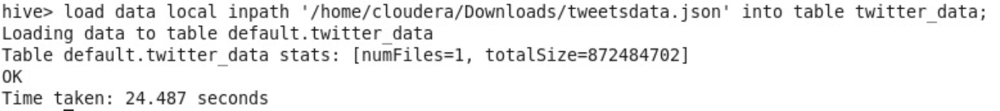 hive> load data local inpath '/home/cloudera/Downloads/tweetsdata.json' into table twitter_data;
Loading data to table default.twitter_data
Table default.twitter_data stats: [numFiles=1, totalSize=872484702]
OK
Time taken: 24.487 seconds